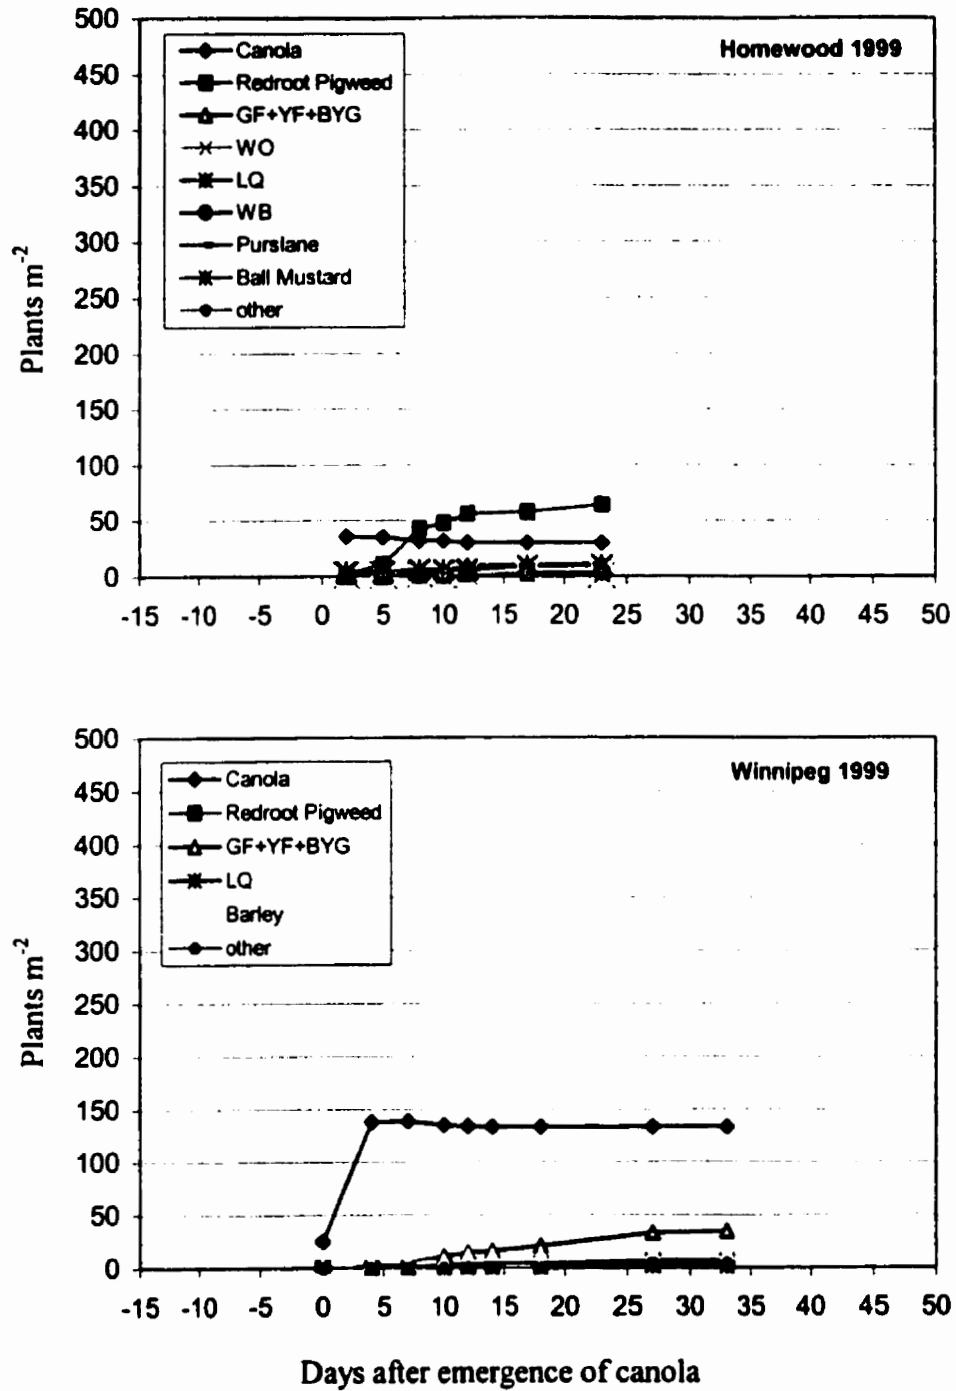 500
450
400
350
300
250
200
150
100
50
0
Plants m⁻²
Canola
Redroot Pigweed
GF+YF+BYG
WO
LQ
WB
Purslane
Ball Mustard
other
Homewood 1999
-15 -10 -5 0 5 10 15 20 25 30 35 40 45 50
500
450
400
350
300
250
200
150
100
50
0
Plants m⁻²
Canola
Redroot Pigweed
GF+YF+BYG
LQ
Barley
other
Winnipeg 1999
-15 -10 -5 0 5 10 15 20 25 30 35 40 45 50
Days after emergence of canola